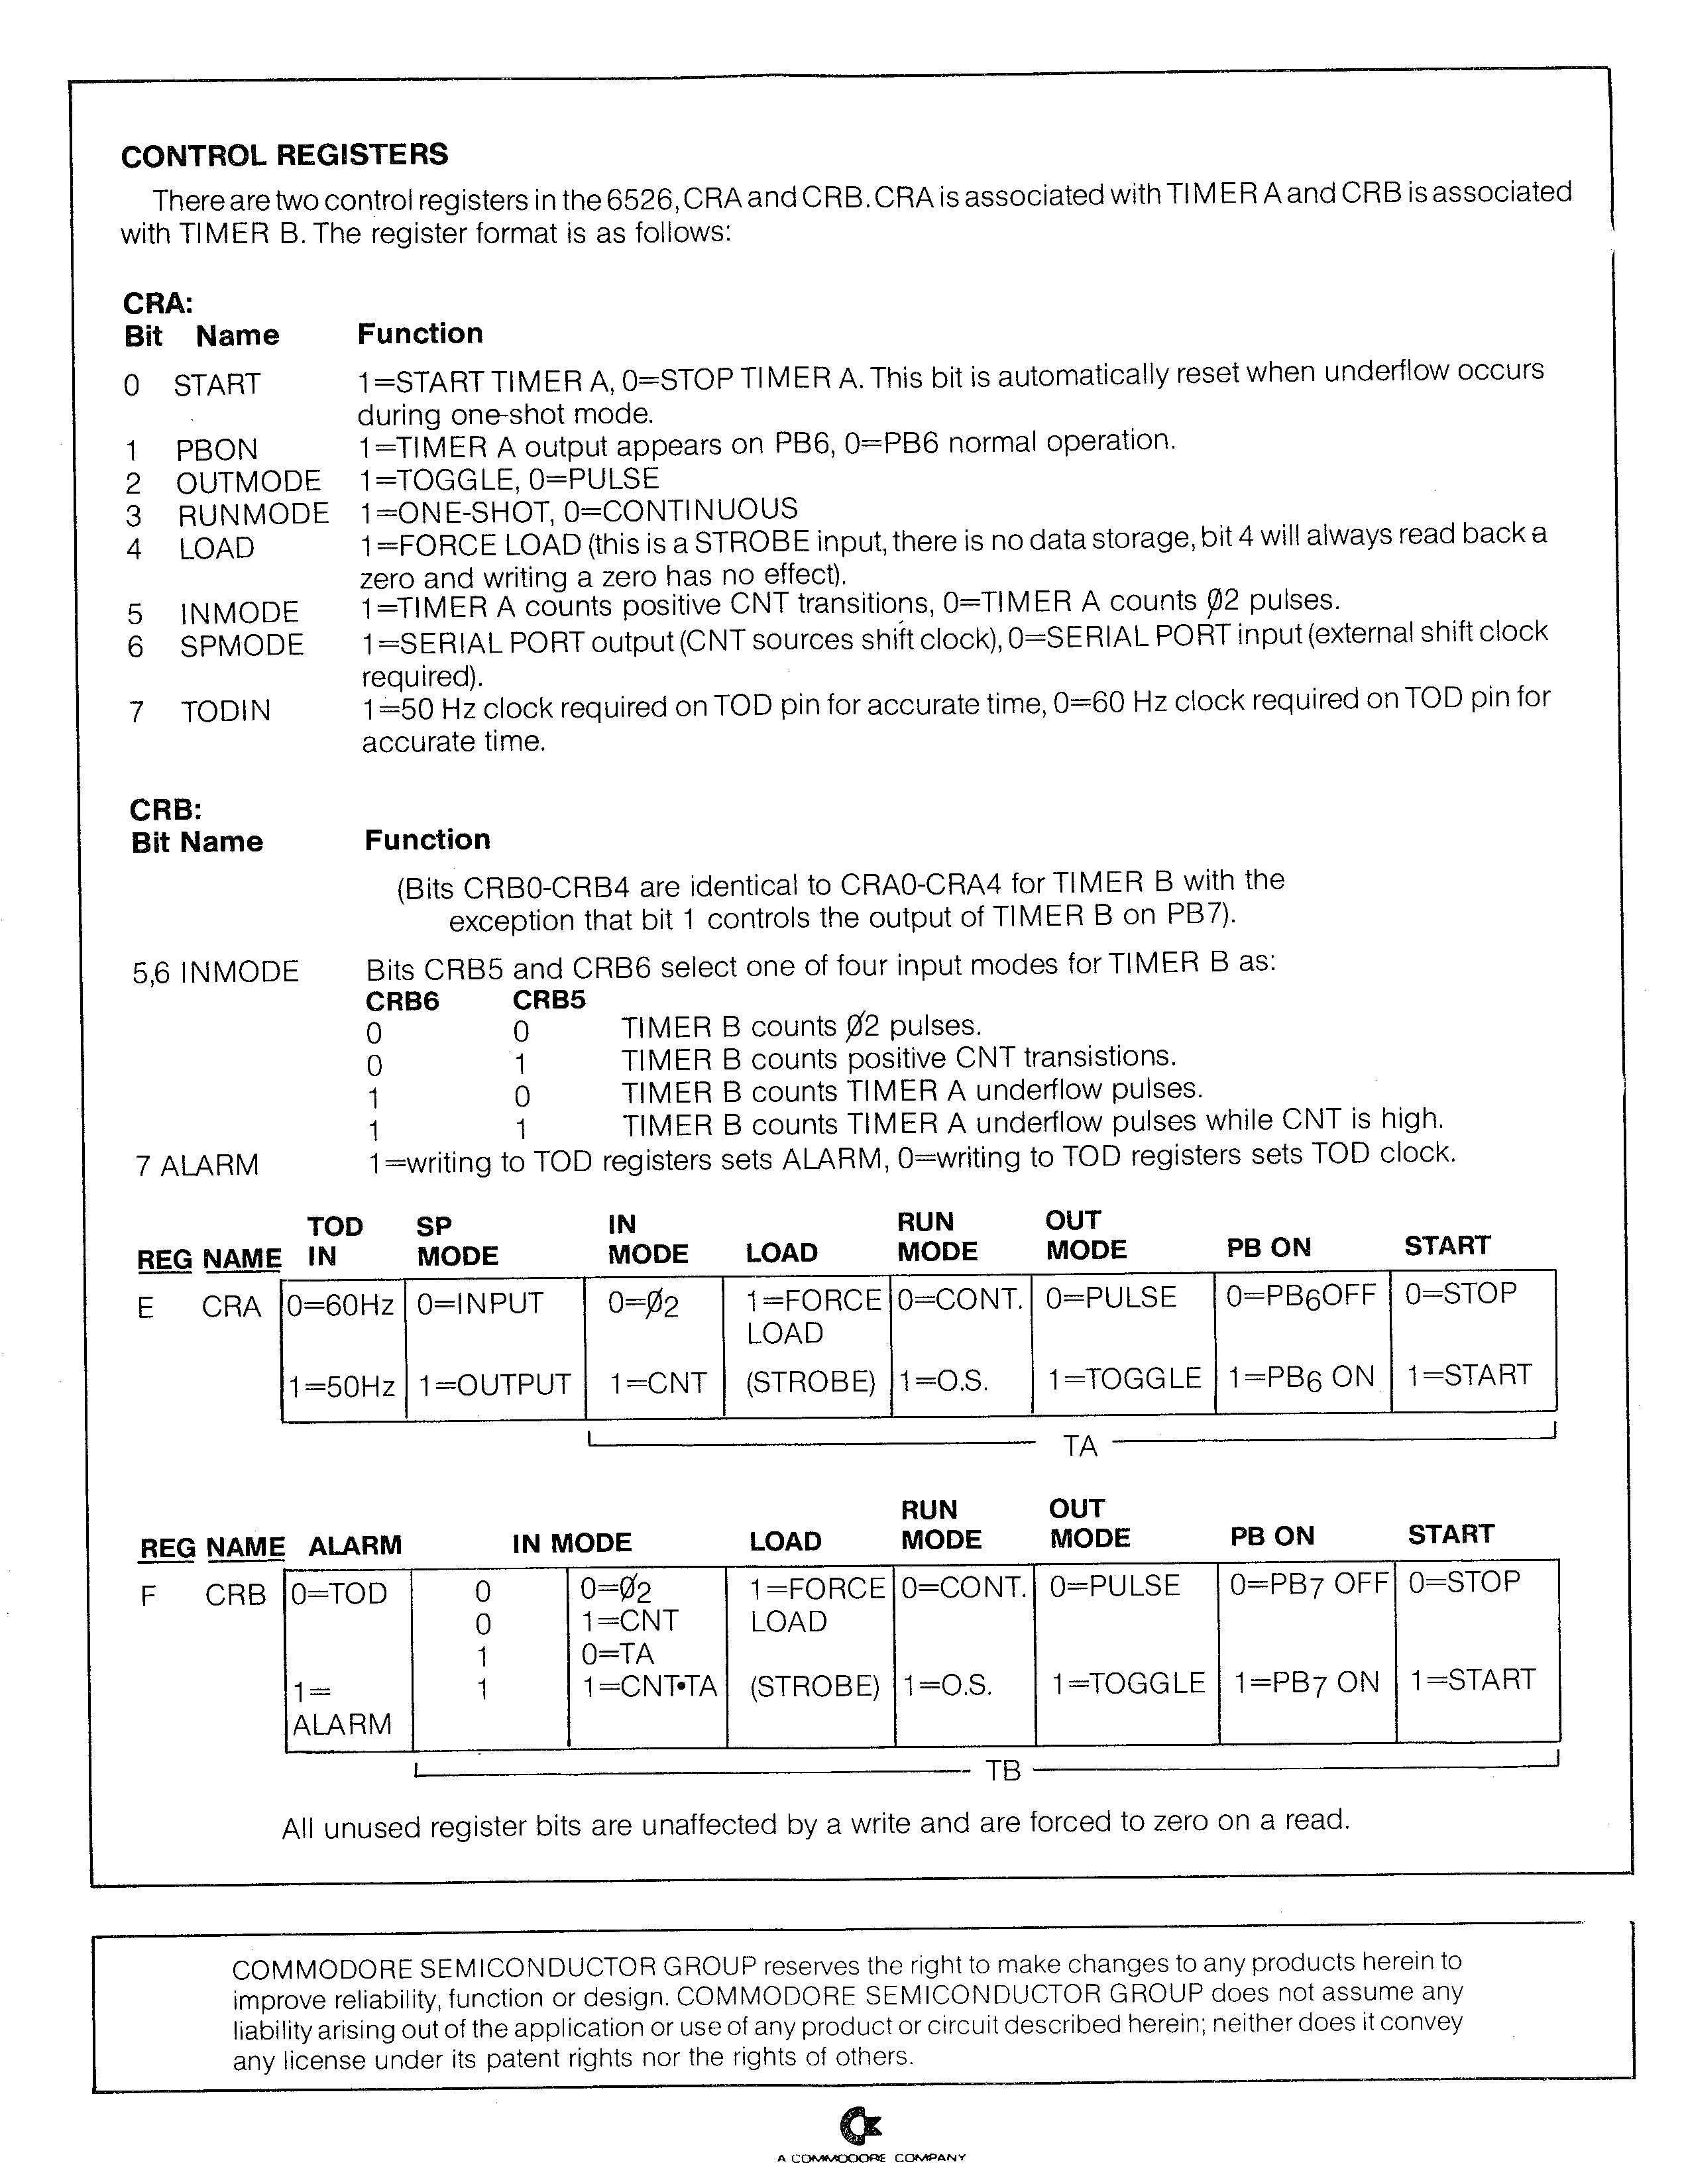 CONTROL REGISTERS
There are two control registers in the 6526, CRA and CRB. CRA is associated with TIMER A and CRB is associated
with TIMER B. The register format is as follows:
CRA:
Bit Name Function
0 START 1=START TIMER A, 0=STOP TIMER A. This bit is automatically reset when underflow occurs
during one-shot mode.
1 PBON 1=TIMER A output appears on PB6, 0=PB6 normal operation.
2 OUTMODE 1=TOGGLE, 0=PULSE
3 RUNMODE 1=ONE-SHOT, 0=CONTINUOUS
4 LOAD 1=FORCE LOAD (this is a STROBE input, there is no data storage, bit 4 will always read back a
zero and writing a zero has no effect).
5 INMODE 1=TIMER A counts positive CNT transitions, 0=TIMER A counts Ø2 pulses.
6 SPMODE 1=SERIAL PORT output (CNT sources shift clock), 0=SERIAL PORT input (external shift clock
required).
7 TODIN 1=50 Hz clock required on TOD pin for accurate time, 0=60 Hz clock required on TOD pin for
accurate time.
CRB:
Bit Name Function
(Bits CRB0-CRB4 are identical to CRA0-CRA4 for TIMER B with the
exception that bit 1 controls the output of TIMER B on PB7).
5,6 INMODE Bits CRB5 and CRB6 select one of four input modes for TIMER B as:
CRB6 CRB5
0 0 TIMER B counts Ø2 pulses.
0 1 TIMER B counts positive CNT transistions.
1 0 TIMER B counts TIMER A underflow pulses.
1 1 TIMER B counts TIMER A underflow pulses while CNT is high.
7 ALARM 1=writing to TOD registers sets ALARM, 0=writing to TOD registers sets TOD clock.
TOD SP IN RUN OUT
REG NAME IN MODE MODE LOAD MODE MODE PB ON START
E CRA 0=60Hz 0=INPUT 0=Ø2 1=FORCE 0=CONT. 0=PULSE 0=PB6OFF 0=STOP
LOAD
1=50Hz 1=OUTPUT 1=CNT (STROBE) 1=O.S. 1=TOGGLE 1=PB6 ON 1=START
TA
RUN OUT
REG NAME ALARM IN MODE LOAD MODE MODE PB ON START
F CRB 0=TOD 0 0=Ø2 1=FORCE 0=CONT. 0=PULSE 0=PB7 OFF 0=STOP
0 1=CNT LOAD
1 0=TA
1= 1 1=CNT•TA (STROBE) 1=O.S. 1=TOGGLE 1=PB7 ON 1=START
ALARM
TB
All unused register bits are unaffected by a write and are forced to zero on a read.
COMMODORE SEMICONDUCTOR GROUP reserves the right to make changes to any products herein to
improve reliability, function or design. COMMODORE SEMICONDUCTOR GROUP does not assume any
liability arising out of the application or use of any product or circuit described herein; neither does it convey
any license under its patent rights nor the rights of others.
A COMMODORE COMPANY